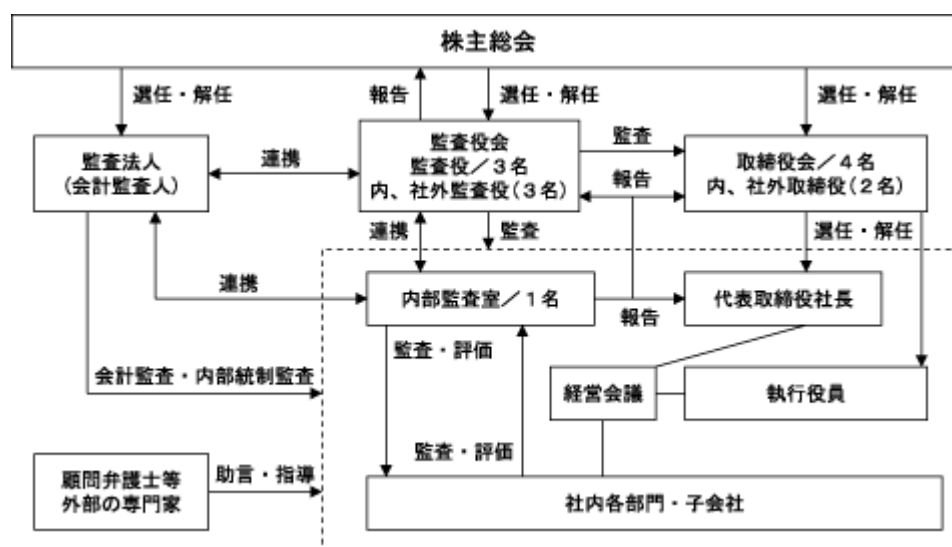 株主総会
選任・解任
報告
選任・解任
選任・解任
監査法人
(会計監査人)
連携
監査役会
監査役／3名
内、社外監査役(3名)
監査
報告
取締役会／4名
内、社外取締役(2名)
連携
監査
選任・解任
連携
内部監査室／1名
報告
代表取締役社長
監査・評価
会計監査・内部統制監査
経営会議
執行役員
監査・評価
顧問弁護士等
外部の専門家
助言・指導
社内各部門・子会社